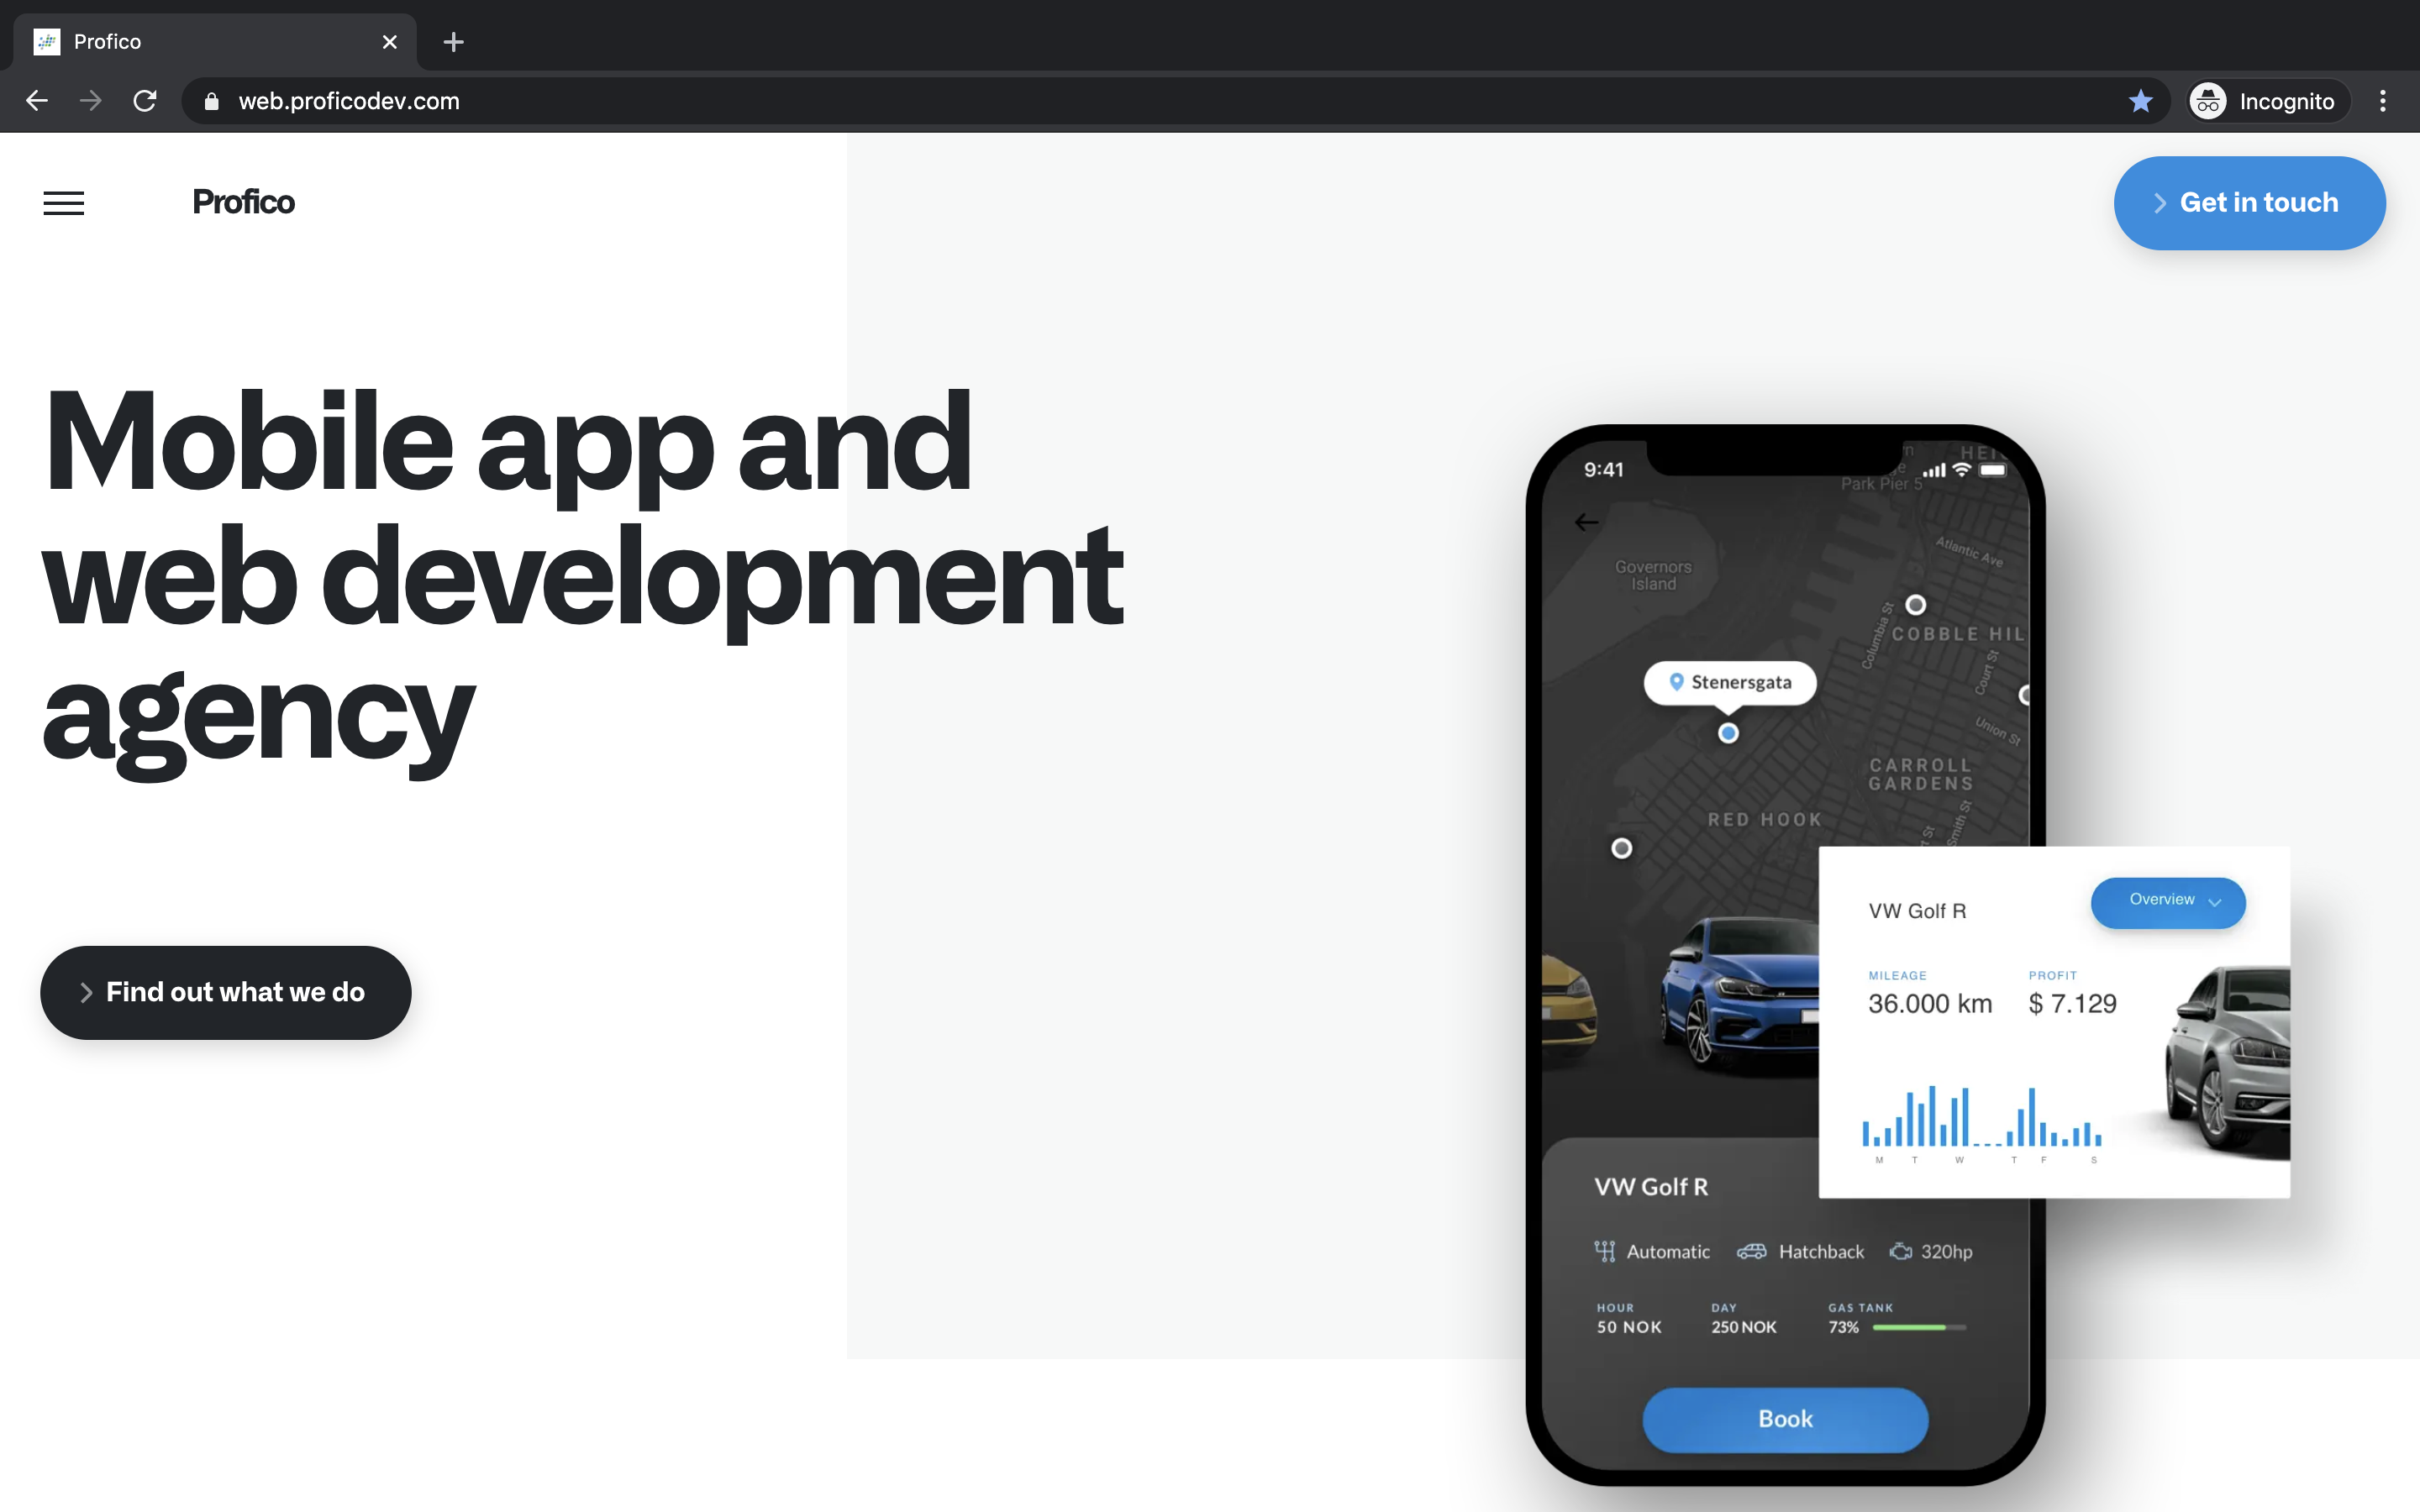 Profico
web.proficodev.com
Incognito
Profico
Get in touch
Mobile app and
web development
agency
Find out what we do
9:41
HEI
Park Pier 5
Atlantic Ave
Governors
Island
Columbia St
COBBLE HIL
Court St
Stenersgata
Union St
CARROLL
GARDENS
RED HOOK
Smith St
VW Golf R
Overview
MILEAGE
PROFIT
36.000 km
$ 7.129
M T W T F S
VW Golf R
Automatic
Hatchback
320hp
HOUR
DAY
GAS TANK
50 NOK
250 NOK
73%
Book